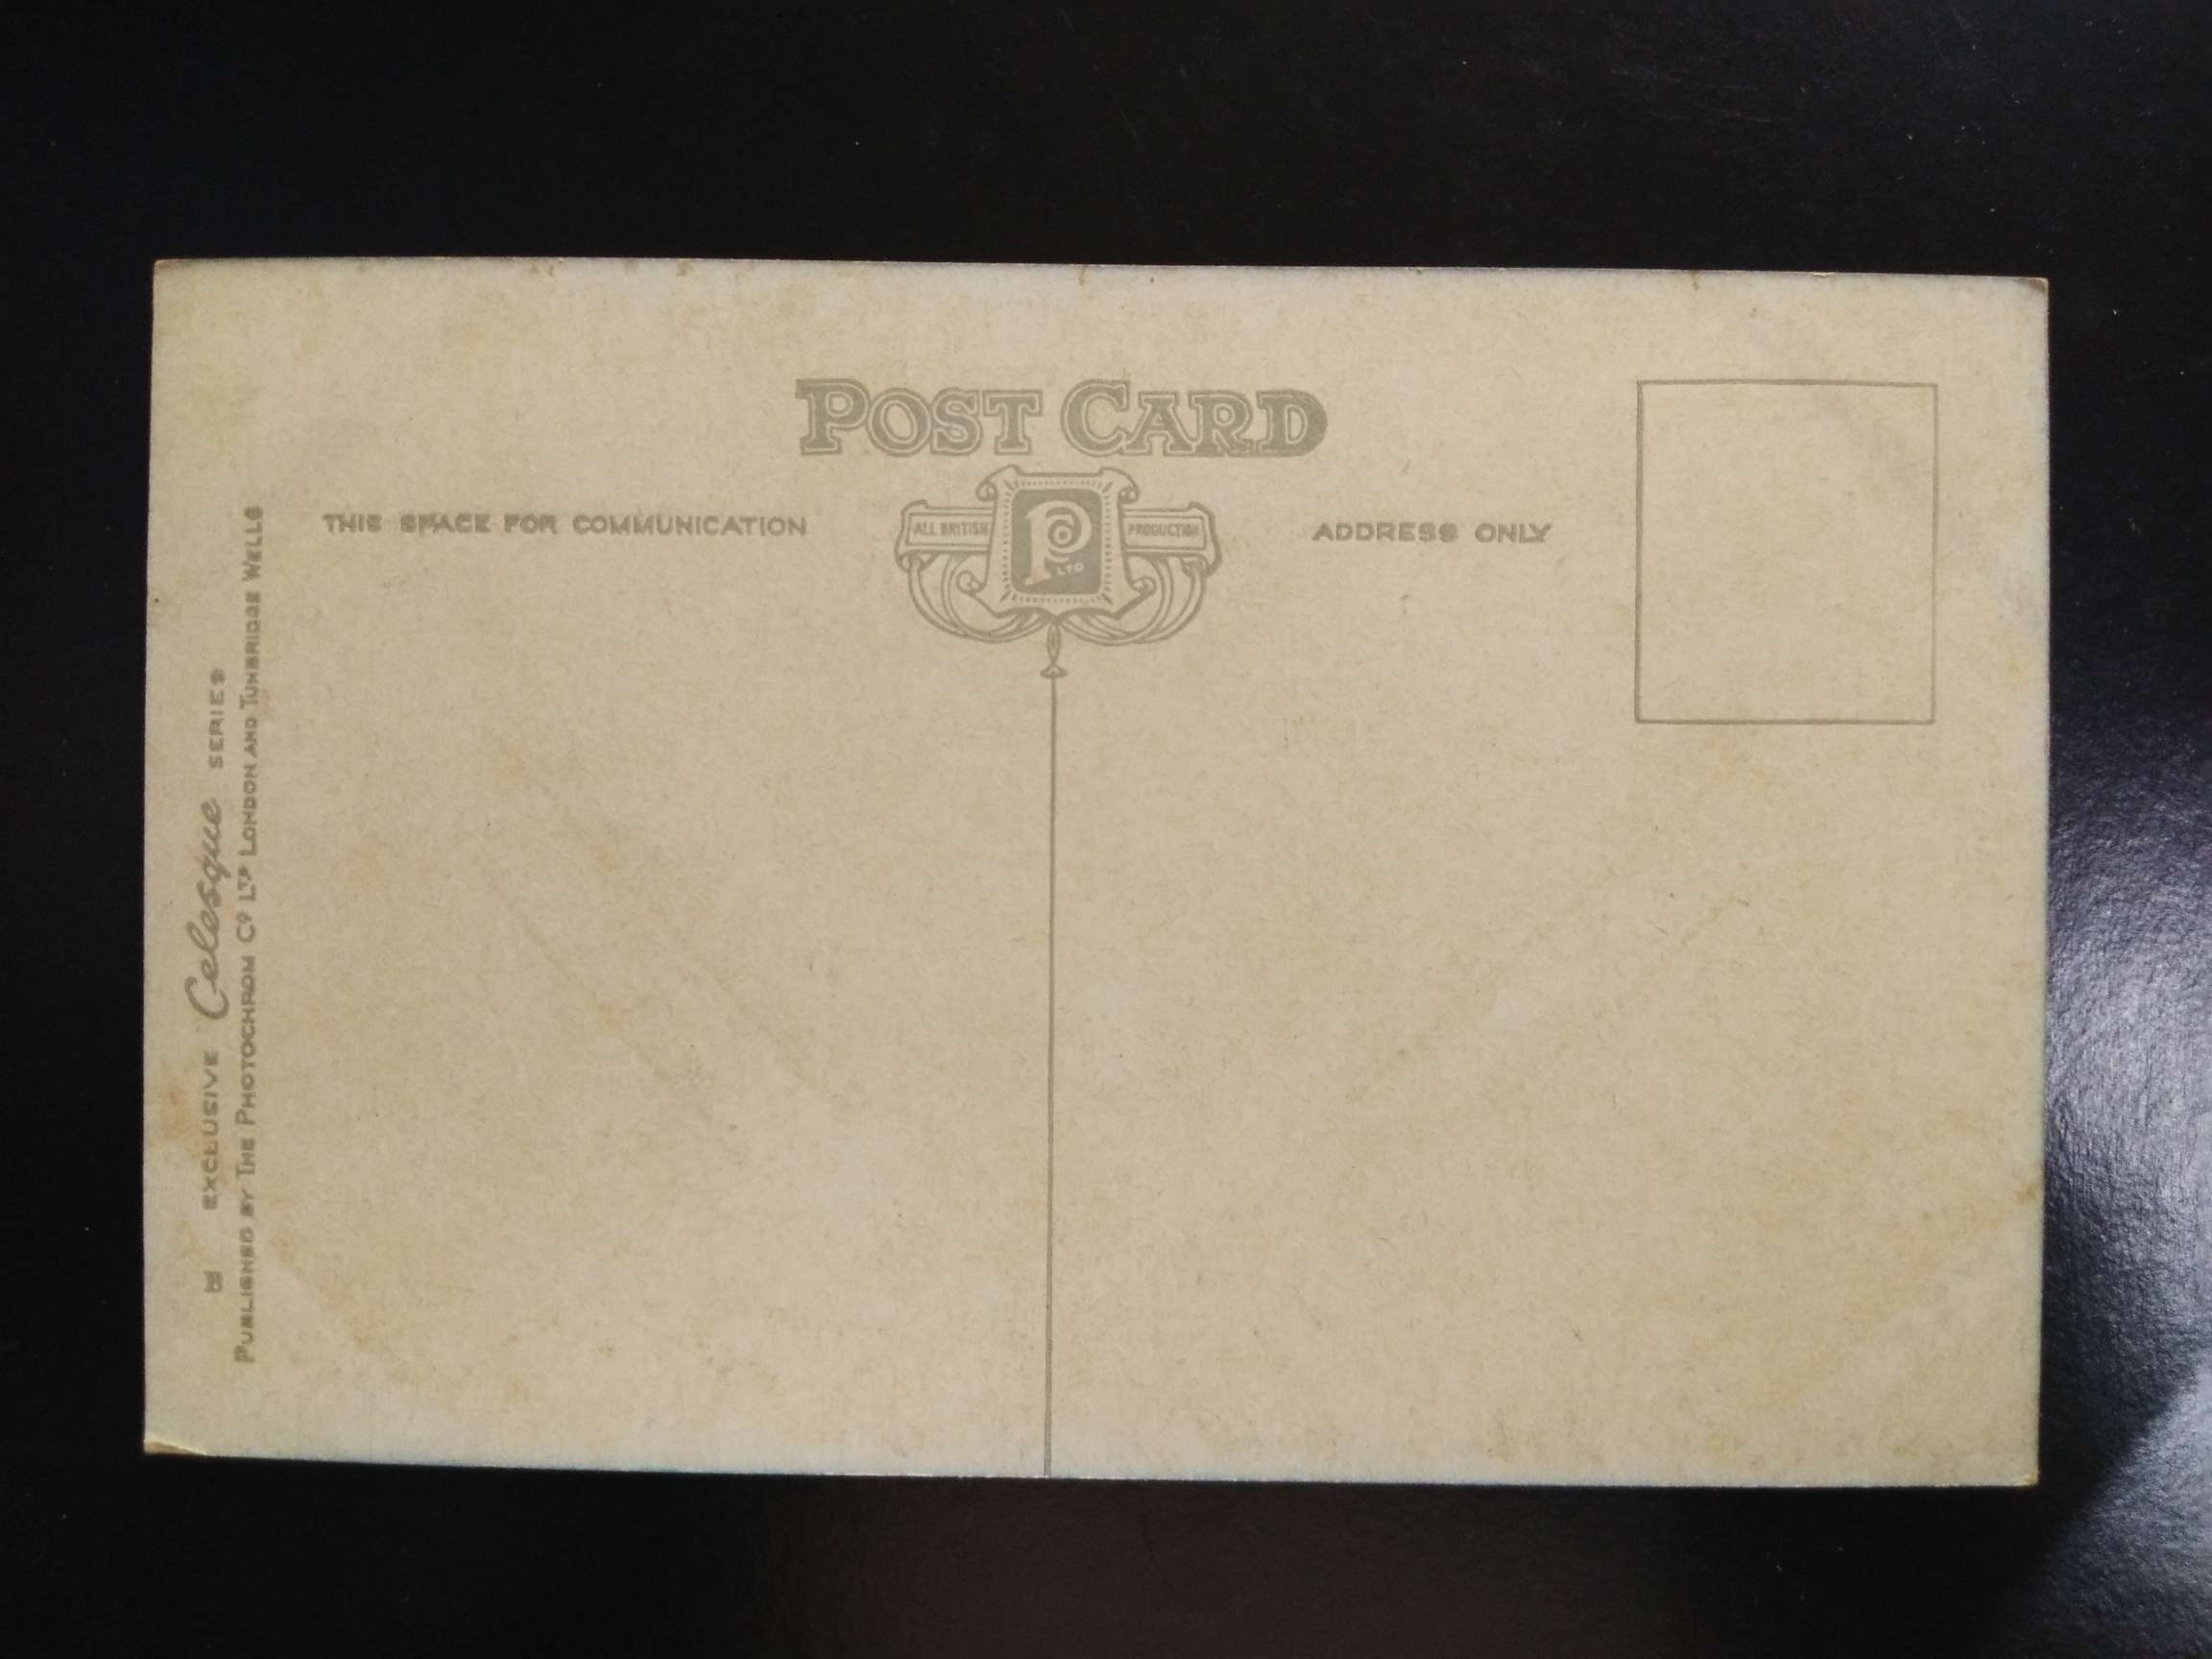 POST CARD
THIS SPACE FOR COMMUNICATION
ALL BRITISH
P
LTD
PRODUCTION
ADDRESS ONLY
EXCLUSIVE Celesque SERIES
PUBLISHED BY THE PHOTOCHROM Cº LTD LONDON AND TUNBRIDGE WELLS